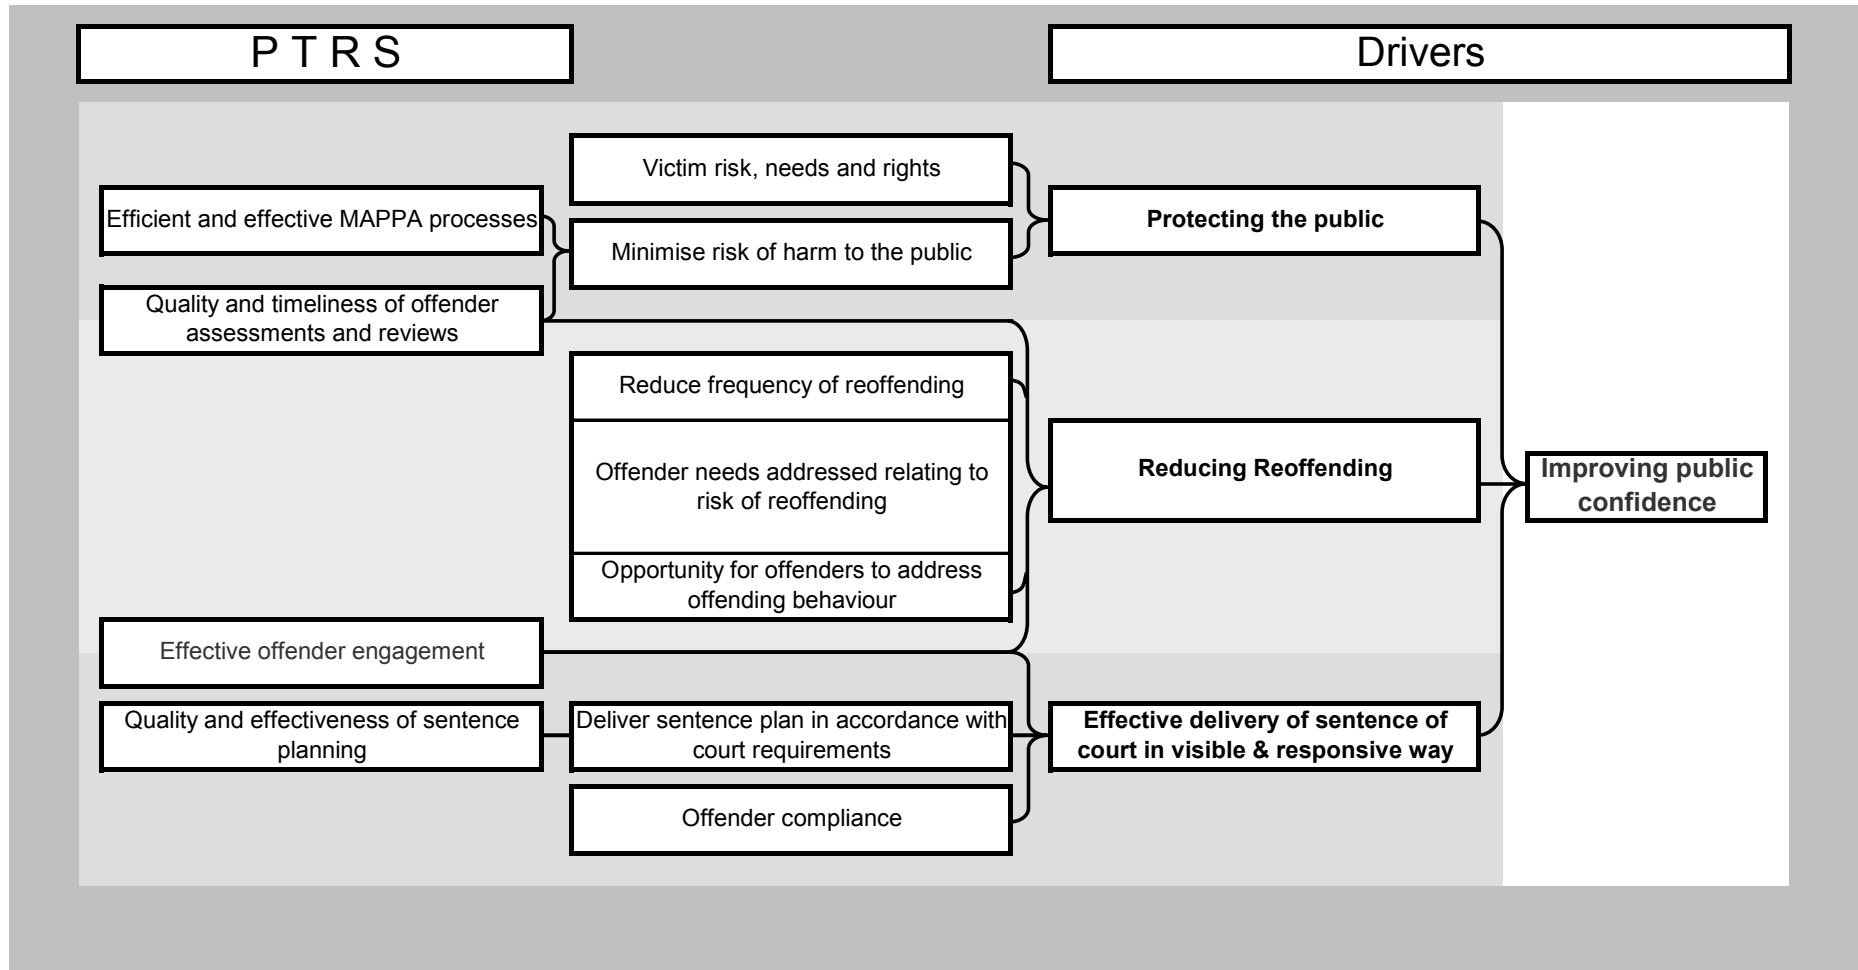 P T R S
Drivers
Victim risk, needs and rights
Efficient and effective MAPPA processes
Protecting the public
Minimise risk of harm to the public
Quality and timeliness of offender
assessments and reviews
Reduce frequency of reoffending
Offender needs addressed relating to
risk of reoffending
Reducing Reoffending
Improving public
confidence
Opportunity for offenders to address
offending behaviour
Effective offender engagement
Quality and effectiveness of sentence
planning
Deliver sentence plan in accordance with
court requirements
Effective delivery of sentence of
court in visible & responsive way
Offender compliance